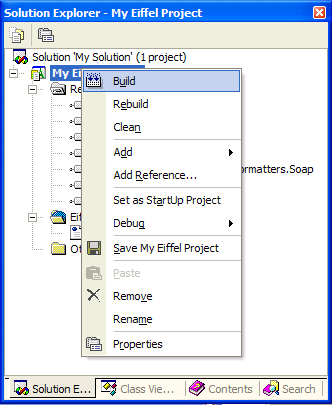 Solution Explorer - My Eiffel Project
Solution 'My Solution' (1 project)
My E
Build
Re
Rebuild
Clean
Add
Add Reference...
ormatters.Soap
Set as StartUp Project
Eif
Debug
Save My Eiffel Project
Ot
Paste
Remove
Rename
Properties
Solution E...
Class Vie...
Contents
Search